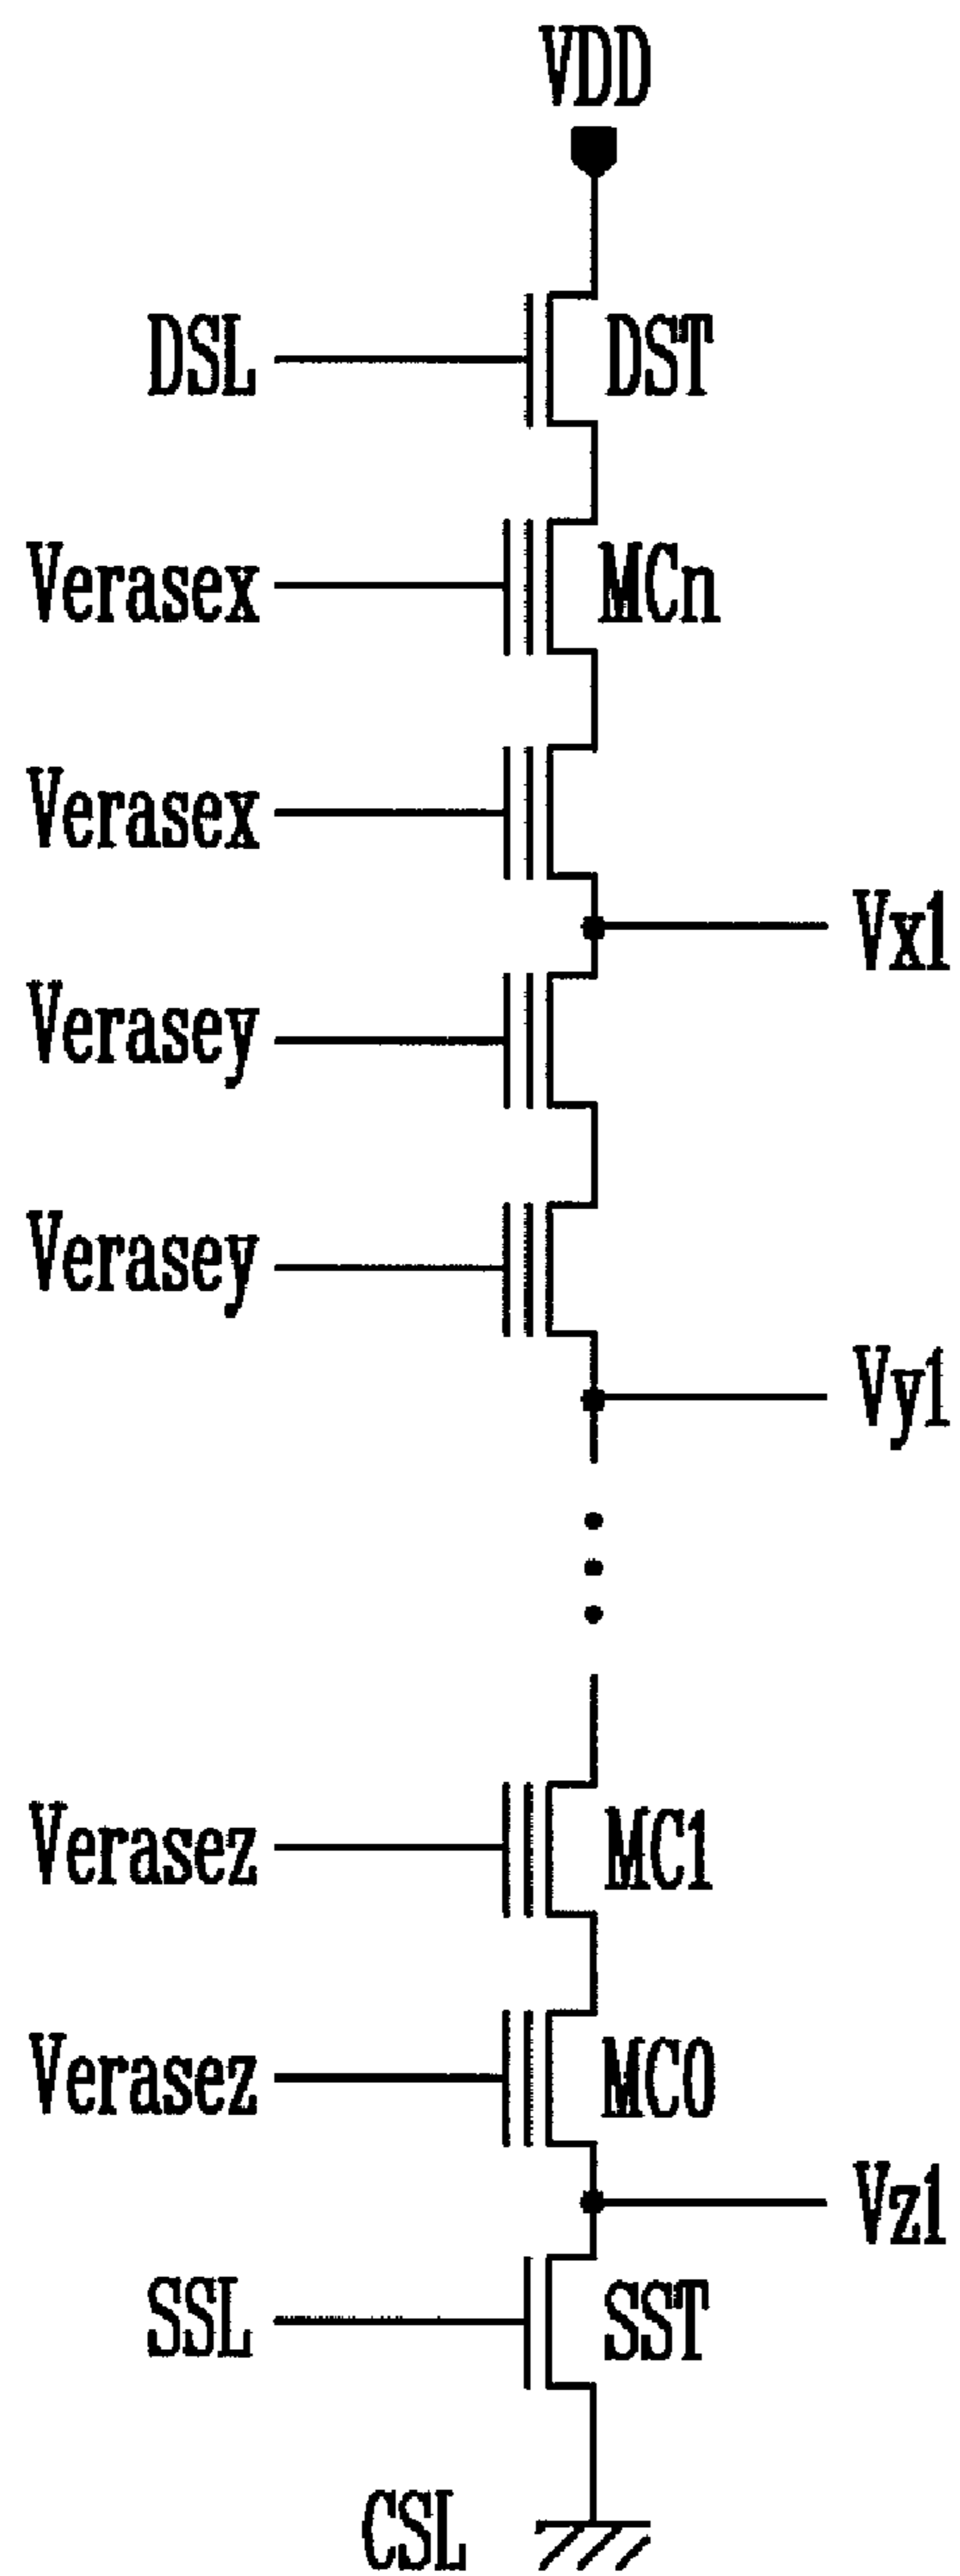 VDD
DSL DST
Verasex MCn
Verasex
Vx1
Verasey
Verasey
Vy1
Verasez MC1
Verasez MC0
Vz1
SSL SST
CSL